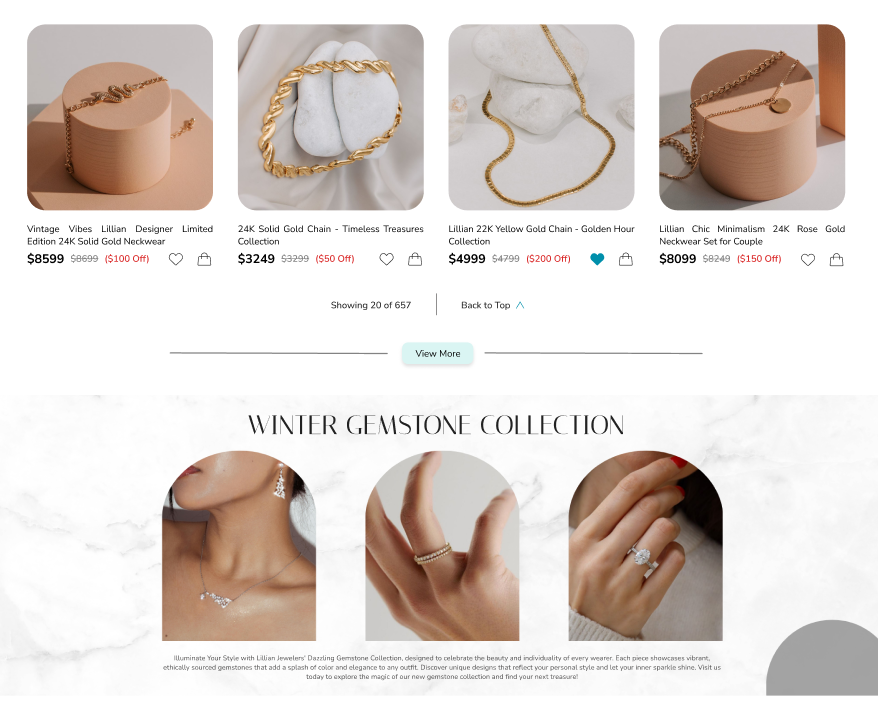 Vintage Vibes Lillian Designer Limited
Edition 24K Solid Gold Neckwear
$8599 $8699 ($100 Off)
24K Solid Gold Chain - Timeless Treasures
Collection
$3249 $3299 ($50 Off)
Lillian 22K Yellow Gold Chain - Golden Hour
Collection
$4999 $4799 ($200 Off)
Lillian Chic Minimalism 24K Rose Gold
Neckwear Set for Couple
$8099 $8249 ($150 Off)
Showing 20 of 657
Back to Top
View More
WINTER GEMSTONE COLLECTION
Illuminate Your Style with Lillian Jewelers' Dazzling Gemstone Collection, designed to celebrate the beauty and individuality of every wearer. Each piece showcases vibrant,
ethically sourced gemstones that add a splash of color and elegance to any outfit. Discover unique designs that reflect your personal style and let your inner sparkle shine. Visit us
today to explore the magic of our new gemstone collection and find your next treasure!